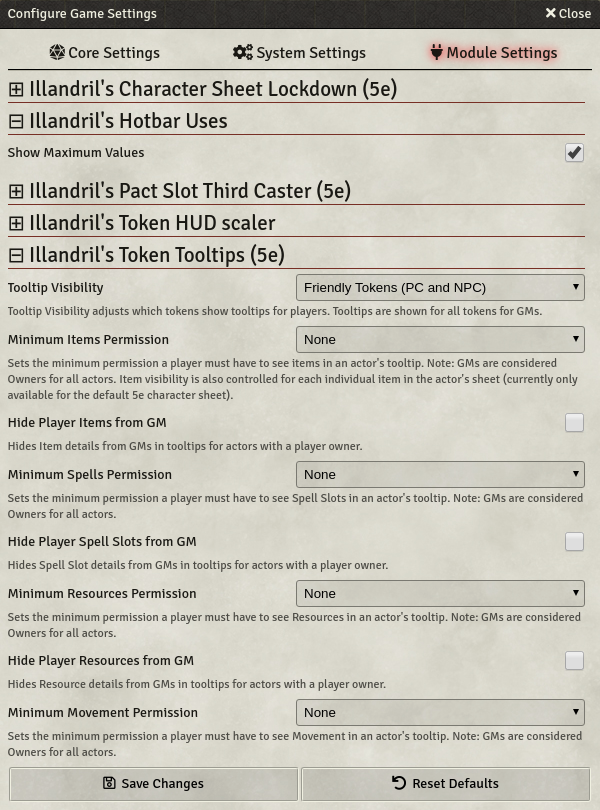 Configure Game Settings
Close
Core Settings
System Settings
Module Settings
Illandril's Character Sheet Lockdown (5e)
Illandril's Hotbar Uses
Show Maximum Values
Illandril's Pact Slot Third Caster (5e)
Illandril's Token HUD scaler
Illandril's Token Tooltips (5e)
Tooltip Visibility
Friendly Tokens (PC and NPC)
Tooltip Visibility adjusts which tokens show tooltips for players. Tooltips are shown for all tokens for GMs.
Minimum Items Permission
None
Sets the minimum permission a player must have to see items in an actor's tooltip. Note: GMs are considered
Owners for all actors. Item visibility is also controlled for each individual item in the actor's sheet (currently only
available for the default 5e character sheet).
Hide Player Items from GM
Hides Item details from GMs in tooltips for actors with a player owner.
Minimum Spells Permission
None
Sets the minimum permission a player must have to see Spell Slots in an actor's tooltip. Note: GMs are considered
Owners for all actors.
Hide Player Spell Slots from GM
Hides Spell Slot details from GMs in tooltips for actors with a player owner.
Minimum Resources Permission
None
Sets the minimum permission a player must have to see Resources in an actor's tooltip. Note: GMs are considered
Owners for all actors.
Hide Player Resources from GM
Hides Resource details from GMs in tooltips for actors with a player owner.
Minimum Movement Permission
None
Sets the minimum permission a player must have to see Movement in an actor's tooltip. Note: GMs are considered
Owners for all actors.
Save Changes
Reset Defaults